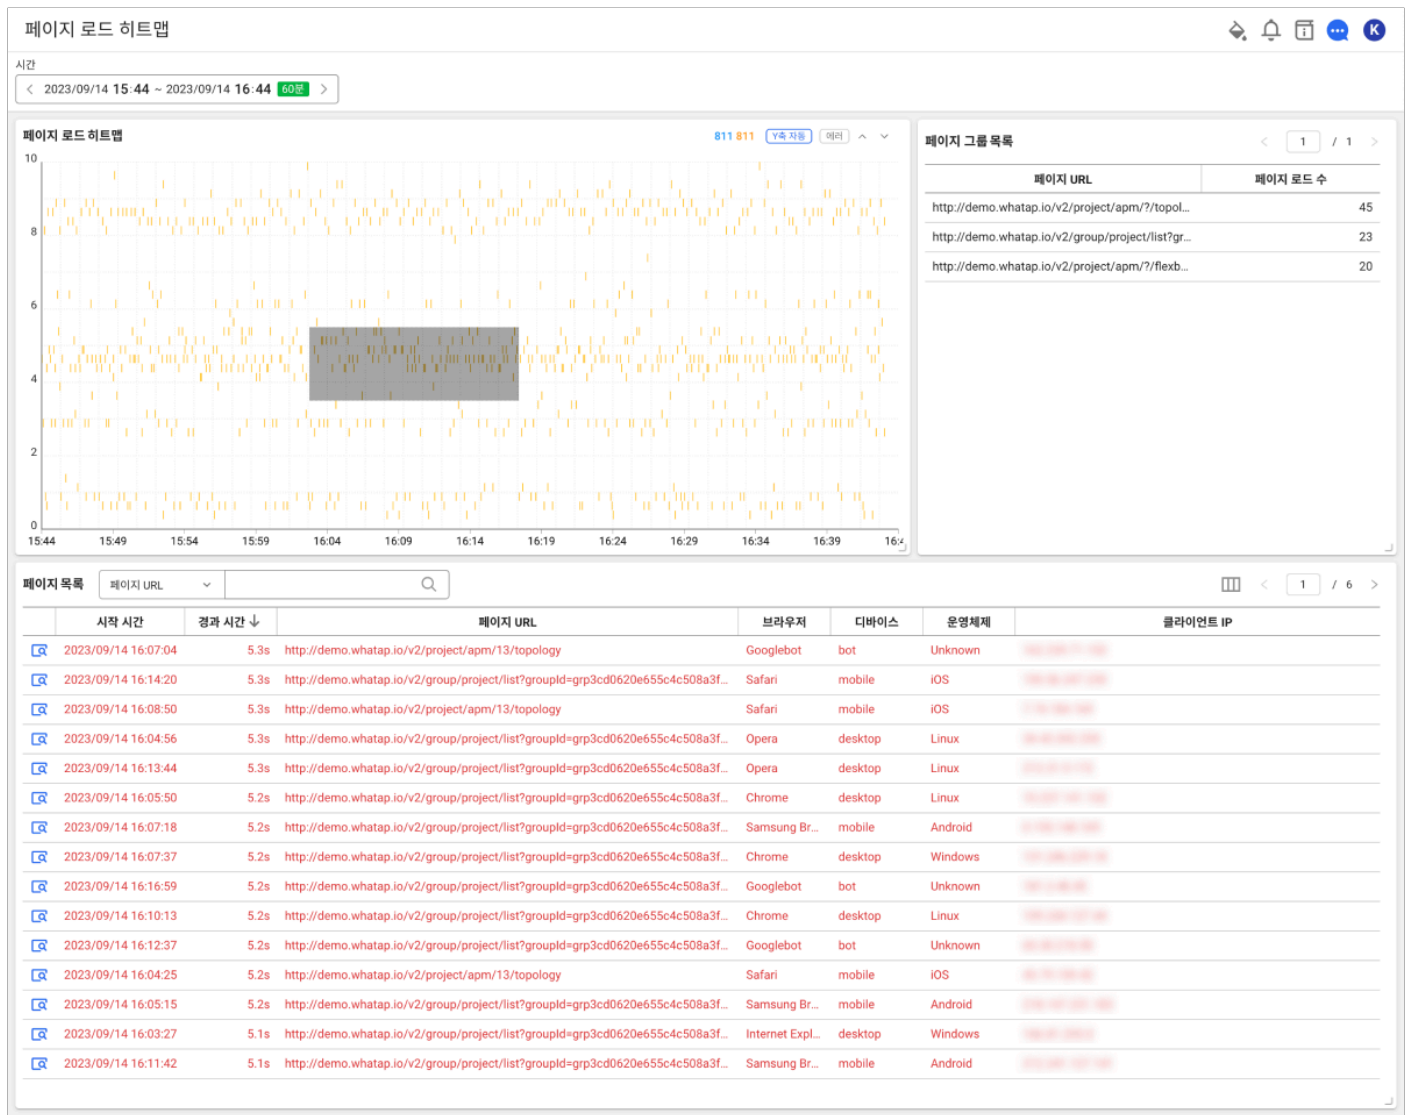 페이지 로드 히트맵
K
시간
2023/09/14 15:44 ~ 2023/09/14 16:44 60분
페이지 로드 히트맵 811 811 Y축 자동 에러
10
8
6
4
2
0
15:44 15:49 15:54 15:59 16:04 16:09 16:14 16:19 16:24 16:29 16:34 16:39
페이지 그룹 목록 1 / 1
페이지 URL 페이지 로드 수
http://demo.whatap.io/v2/project/apm/?/topol... 45
http://demo.whatap.io/v2/group/project/list?gr... 23
http://demo.whatap.io/v2/project/apm/?/flexb... 20
페이지 목록 페이지 URL 1 / 6
시작 시간 경과 시간 페이지 URL 브라우저 디바이스 운영체제 클라이언트 IP
2023/09/14 16:07:04 5.3s http://demo.whatap.io/v2/project/apm/13/topology Googlebot bot Unknown
2023/09/14 16:14:20 5.3s http://demo.whatap.io/v2/group/project/list?groupId=grp3cd0620e655c4c508a3f... Safari mobile iOS
2023/09/14 16:08:50 5.3s http://demo.whatap.io/v2/project/apm/13/topology Safari mobile iOS
2023/09/14 16:04:56 5.3s http://demo.whatap.io/v2/group/project/list?groupId=grp3cd0620e655c4c508a3f... Opera desktop Linux
2023/09/14 16:13:44 5.3s http://demo.whatap.io/v2/group/project/list?groupId=grp3cd0620e655c4c508a3f... Opera desktop Linux
2023/09/14 16:05:50 5.2s http://demo.whatap.io/v2/group/project/list?groupId=grp3cd0620e655c4c508a3f... Chrome desktop Linux
2023/09/14 16:07:18 5.2s http://demo.whatap.io/v2/group/project/list?groupId=grp3cd0620e655c4c508a3f... Samsung Br... mobile Android
2023/09/14 16:07:37 5.2s http://demo.whatap.io/v2/group/project/list?groupId=grp3cd0620e655c4c508a3f... Chrome desktop Windows
2023/09/14 16:16:59 5.2s http://demo.whatap.io/v2/group/project/list?groupId=grp3cd0620e655c4c508a3f... Googlebot bot Unknown
2023/09/14 16:10:13 5.2s http://demo.whatap.io/v2/group/project/list?groupId=grp3cd0620e655c4c508a3f... Chrome desktop Linux
2023/09/14 16:12:37 5.2s http://demo.whatap.io/v2/group/project/list?groupId=grp3cd0620e655c4c508a3f... Googlebot bot Unknown
2023/09/14 16:04:25 5.2s http://demo.whatap.io/v2/project/apm/13/topology Safari mobile iOS
2023/09/14 16:05:15 5.2s http://demo.whatap.io/v2/group/project/list?groupId=grp3cd0620e655c4c508a3f... Samsung Br... mobile Android
2023/09/14 16:03:27 5.1s http://demo.whatap.io/v2/group/project/list?groupId=grp3cd0620e655c4c508a3f... Internet Expl... desktop Windows
2023/09/14 16:11:42 5.1s http://demo.whatap.io/v2/group/project/list?groupId=grp3cd0620e655c4c508a3f... Samsung Br... mobile Android